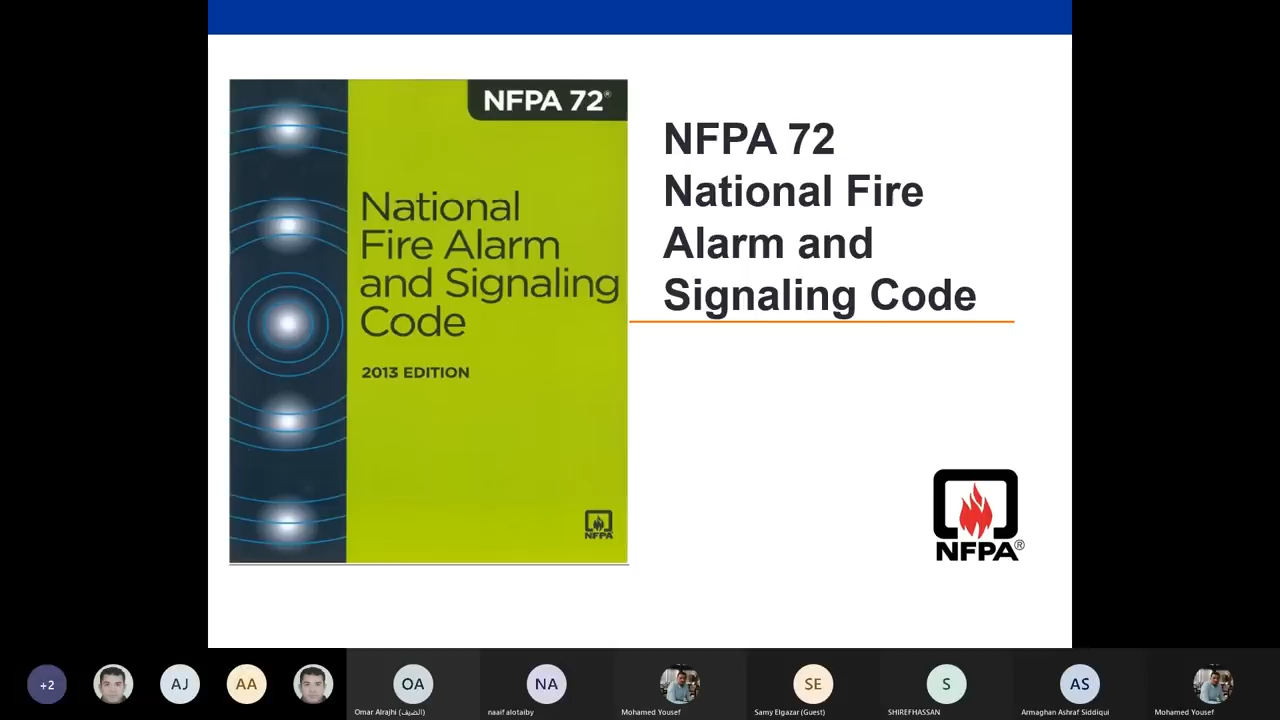 NFPA 72®
National
Fire Alarm
and Signaling
Code
2013 EDITION
NFPA
NFPA 72
National Fire
Alarm and
Signaling Code
NFPA®
+2
AJ
AA
OA
Omar Alrajhi (الضيف)
NA
naaif alotaiby
Mohamed Yousef
SE
Samy Elgazar (Guest)
S
SHIREFHASSAN
AS
Armaghan Ashraf Siddiqui
Mohamed Yousef